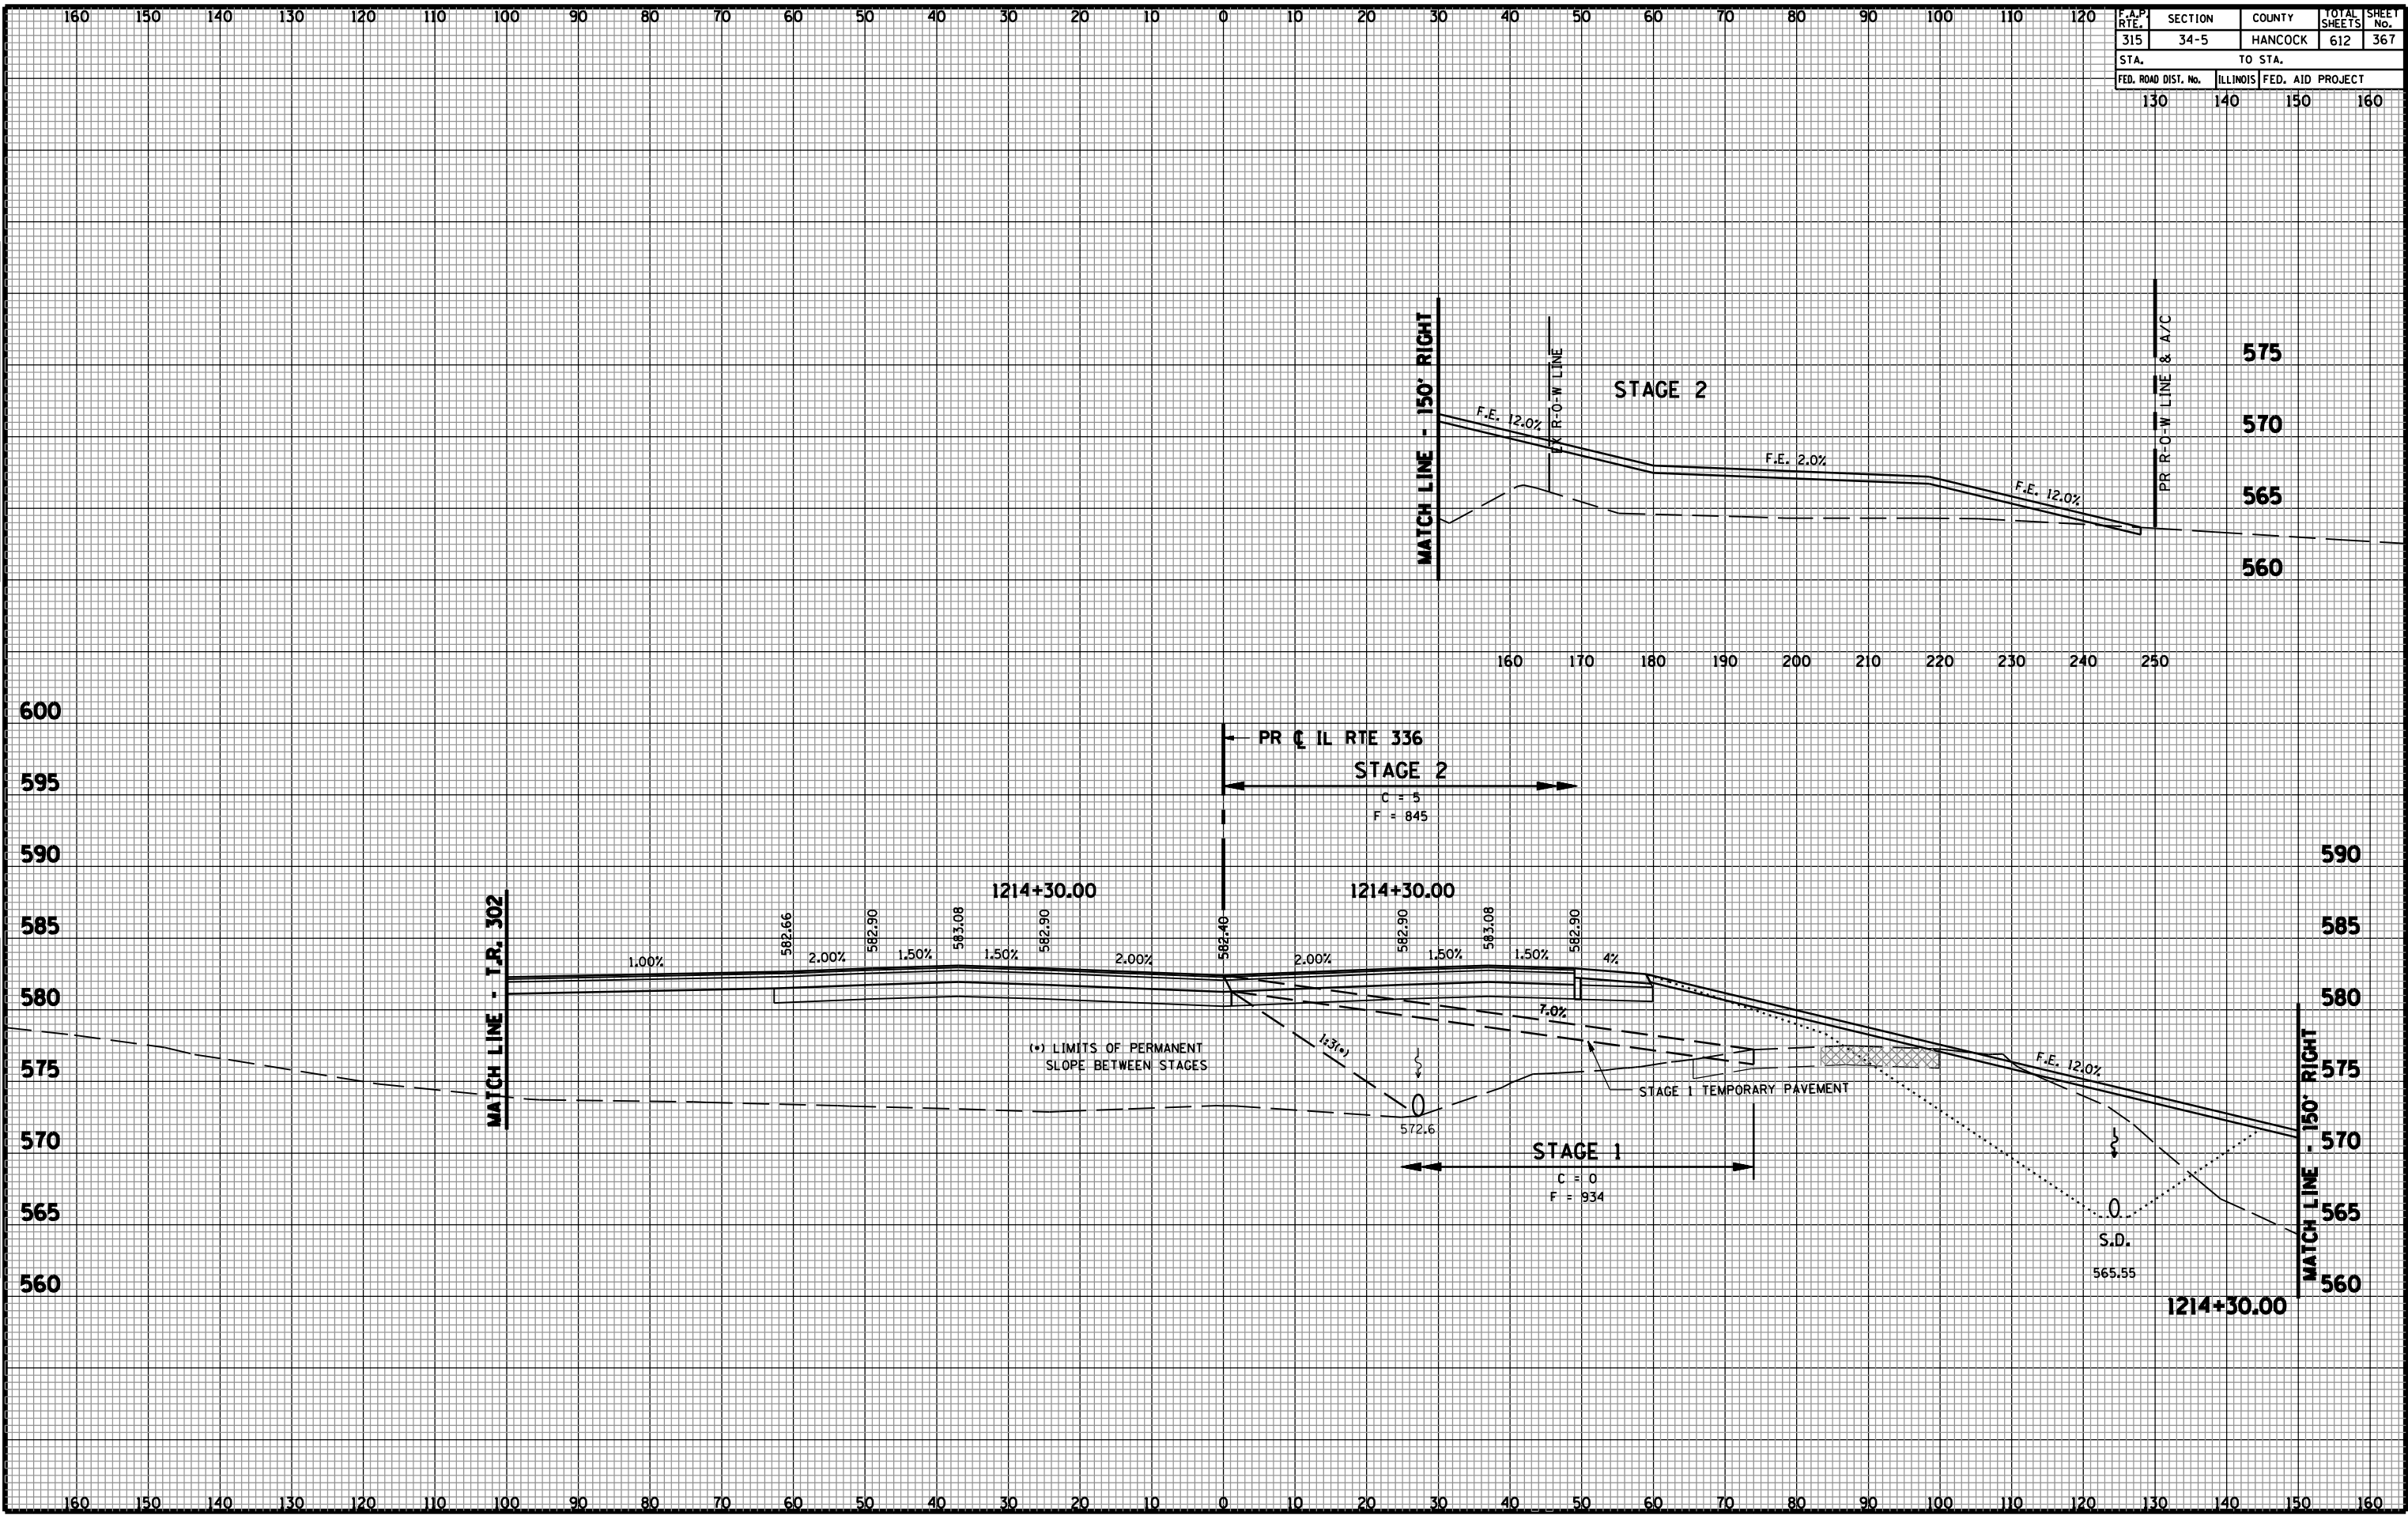 160 150 140 130 120 110 100 90 80 70 60 50 40 30 20 10 0 10 20 30 40 50 60 70 80 90 100 110 120
F.A.P. RTE. SECTION COUNTY TOTAL SHEETS SHEET No.
315 34-5 HANCOCK 612 367
STA. TO STA.
FED. ROAD DIST. No. ILLINOIS FED. AID PROJECT
130 140 150 160
MATCH LINE - 150' RIGHT
EX R-O-W LINE
PR R-O-W LINE & A/C
STAGE 2
F.E. 12.0%
F.E. 2.0%
F.E. 12.0%
575
570
565
560
160 170 180 190 200 210 220 230 240 250
600
595
590
585
580
575
570
565
560
PR ℄ IL RTE 336
STAGE 2
C = 5
F = 845
1214+30.00 1214+30.00
MATCH LINE - T.R. 302
582.66 582.90 583.08 582.90 582.40 582.90 583.08 582.90
1.00% 2.00% 1.50% 1.50% 2.00% 2.00% 1.50% 1.50% 4%
7.0%
1:3(•)
(•) LIMITS OF PERMANENT
SLOPE BETWEEN STAGES
STAGE 1 TEMPORARY PAVEMENT
F.E. 12.0%
572.6
STAGE 1
C = 0
F = 934
S.D.
565.55
MATCH LINE - 150' RIGHT
590
585
580
575
570
565
560
1214+30.00
160 150 140 130 120 110 100 90 80 70 60 50 40 30 20 10 0 10 20 30 40 50 60 70 80 90 100 110 120 130 140 150 160